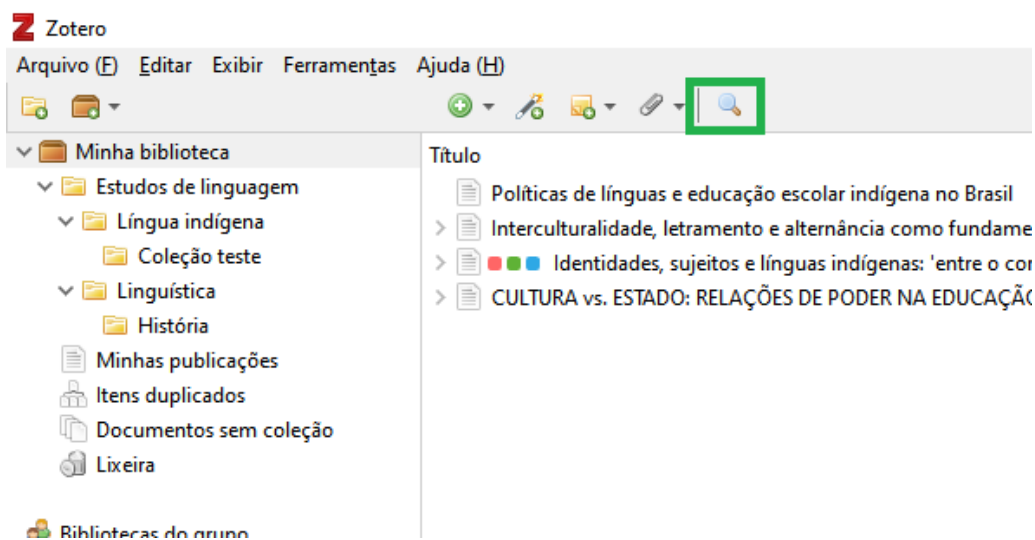 Zotero
Arquivo (F) Editar Exibir Ferramentas Ajuda (H)
Minha biblioteca
Estudos de linguagem
Língua indígena
Coleção teste
Linguística
História
Minhas publicações
Itens duplicados
Documentos sem coleção
Lixeira
Bibliotecas do grupo
Título
Políticas de línguas e educação escolar indígena no Brasil
Interculturalidade, letramento e alternância como fundame
Identidades, sujeitos e línguas indígenas: 'entre o cor
CULTURA vs. ESTADO: RELAÇÕES DE PODER NA EDUCAÇÃO